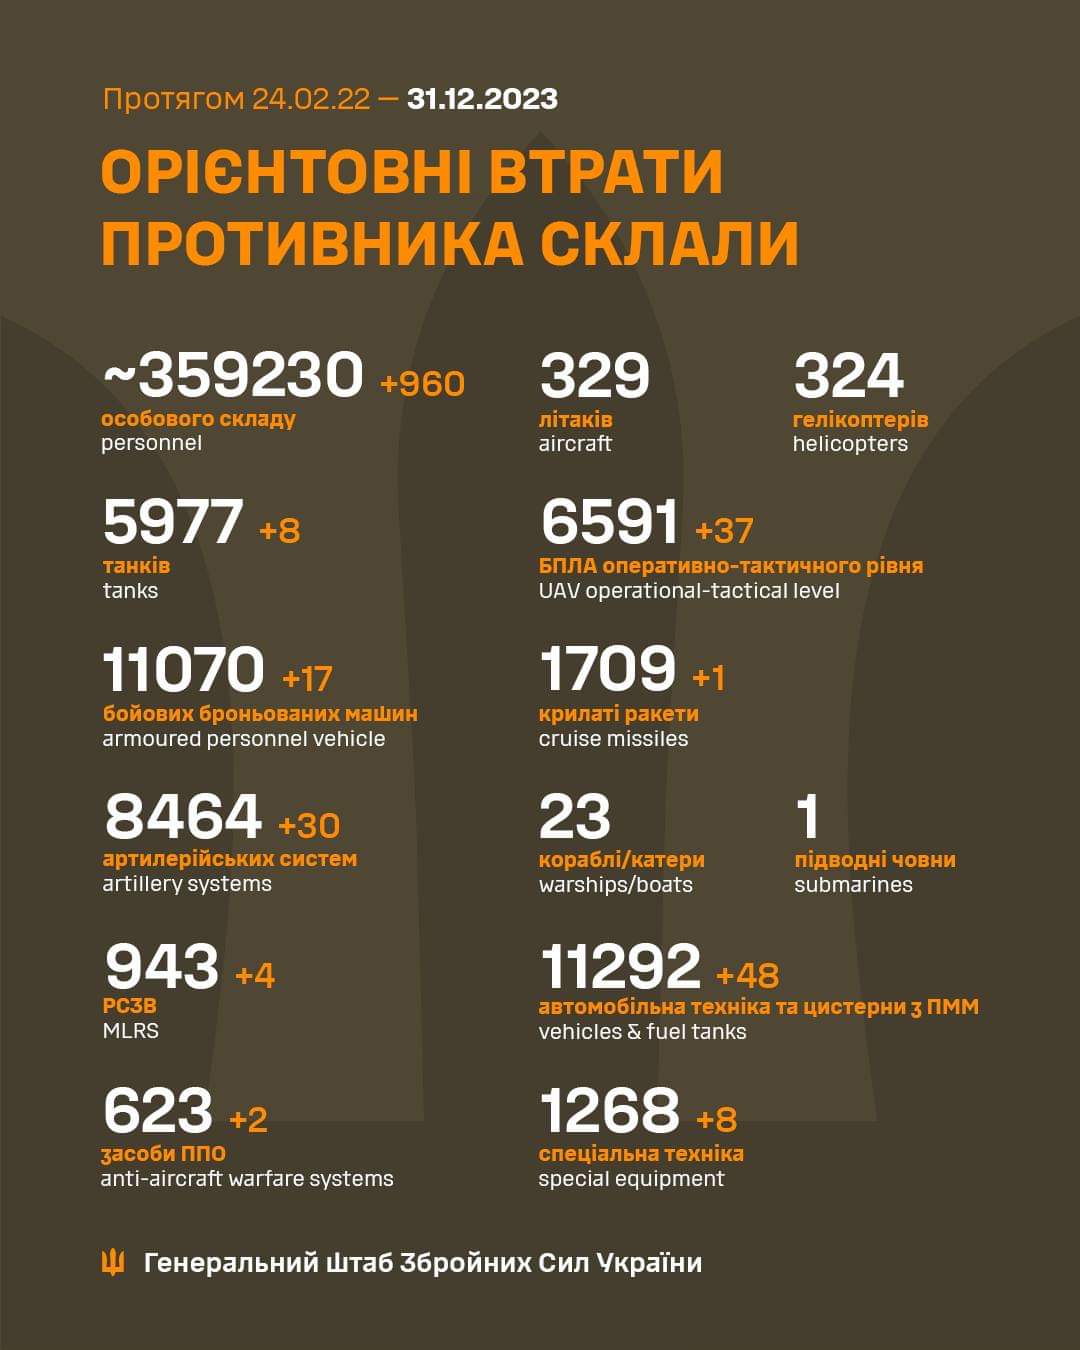 Протягом 24.02.22 — 31.12.2023
ОРІЄНТОВНІ ВТРАТИ
ПРОТИВНИКА СКЛАЛИ
~359230 +960
особового складу
personnel
329
літаків
aircraft
324
гелікоптерів
helicopters
5977 +8
танків
tanks
6591 +37
БПЛА оперативно-тактичного рівня
UAV operational-tactical level
11070 +17
бойових броньованих машин
armoured personnel vehicle
1709 +1
крилаті ракети
cruise missiles
8464 +30
артилерійських систем
artillery systems
23
кораблі/катери
warships/boats
1
підводні човни
submarines
943 +4
РСЗВ
MLRS
11292 +48
автомобільна техніка та цистерни з ПММ
vehicles & fuel tanks
623 +2
засоби ППО
anti-aircraft warfare systems
1268 +8
спеціальна техніка
special equipment
Генеральний штаб Збройних Сил України